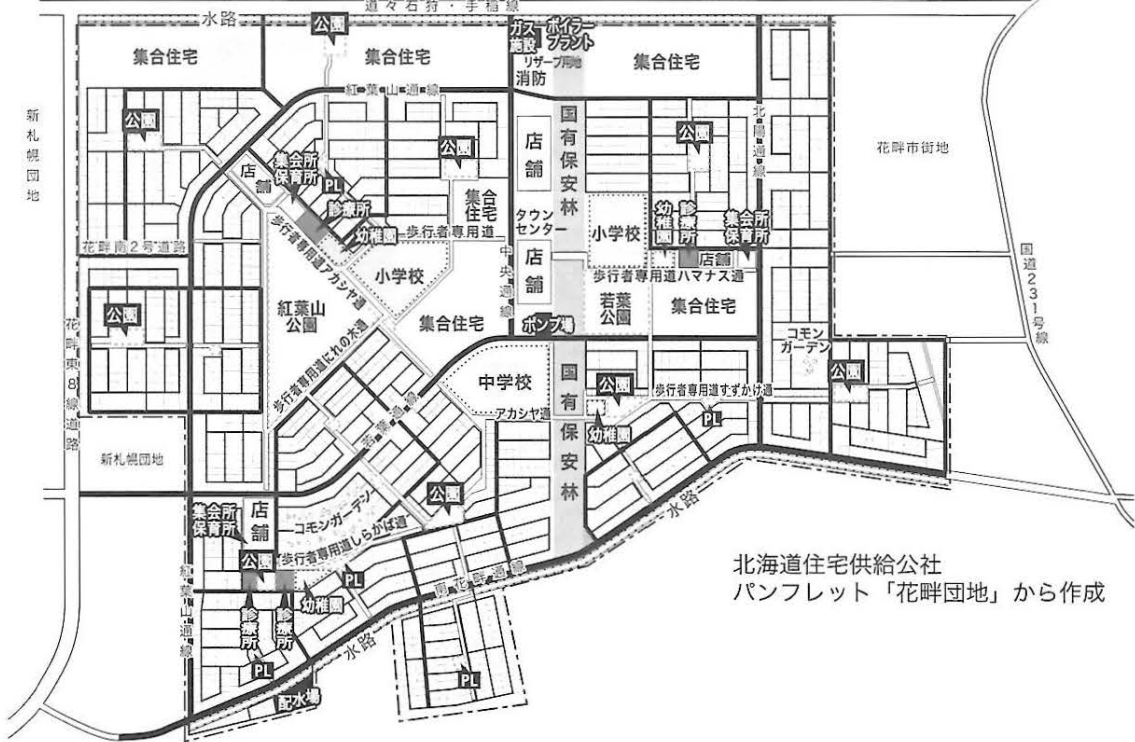 道々石狩・手稲線
水路
公園
ガス施設
ボイラープラント
集合住宅
集合住宅
リザーブ用地
消防
集合住宅
紅葉山通線
新札幌団地
公園
公園
店舗
国有保安林
公園
北陽通線
花畔市街地
店舗
集会所
保育所
PL
診療所
幼稚園
集合住宅
歩行者専用道
タウンセンター
小学校
幼稚園
診療所
集会所
保育所
花畔南2号道路
歩行者専用道アカシヤ通
小学校
中央通線
店舗
店舗
歩行者専用道ハマナス通
国道231号線
公園
紅葉山公園
集合住宅
ポンプ場
若葉公園
集合住宅
コモンガーデン
花畔東8線道路
歩行者専用道にれの木通
中学校
国有保安林
公園
公園
歩行者専用道すずかけ通
若葉通線
アカシヤ通
幼稚園
PL
新札幌団地
公園
集会所
保育所
店舗
コモンガーデン
水路
公園
歩行者専用道しらかば通
紅葉山通線
PL
南花畔通線
幼稚園
診療所
診療所
水路
PL
PL
配水場
北海道住宅供給公社
パンフレット「花畔団地」から作成